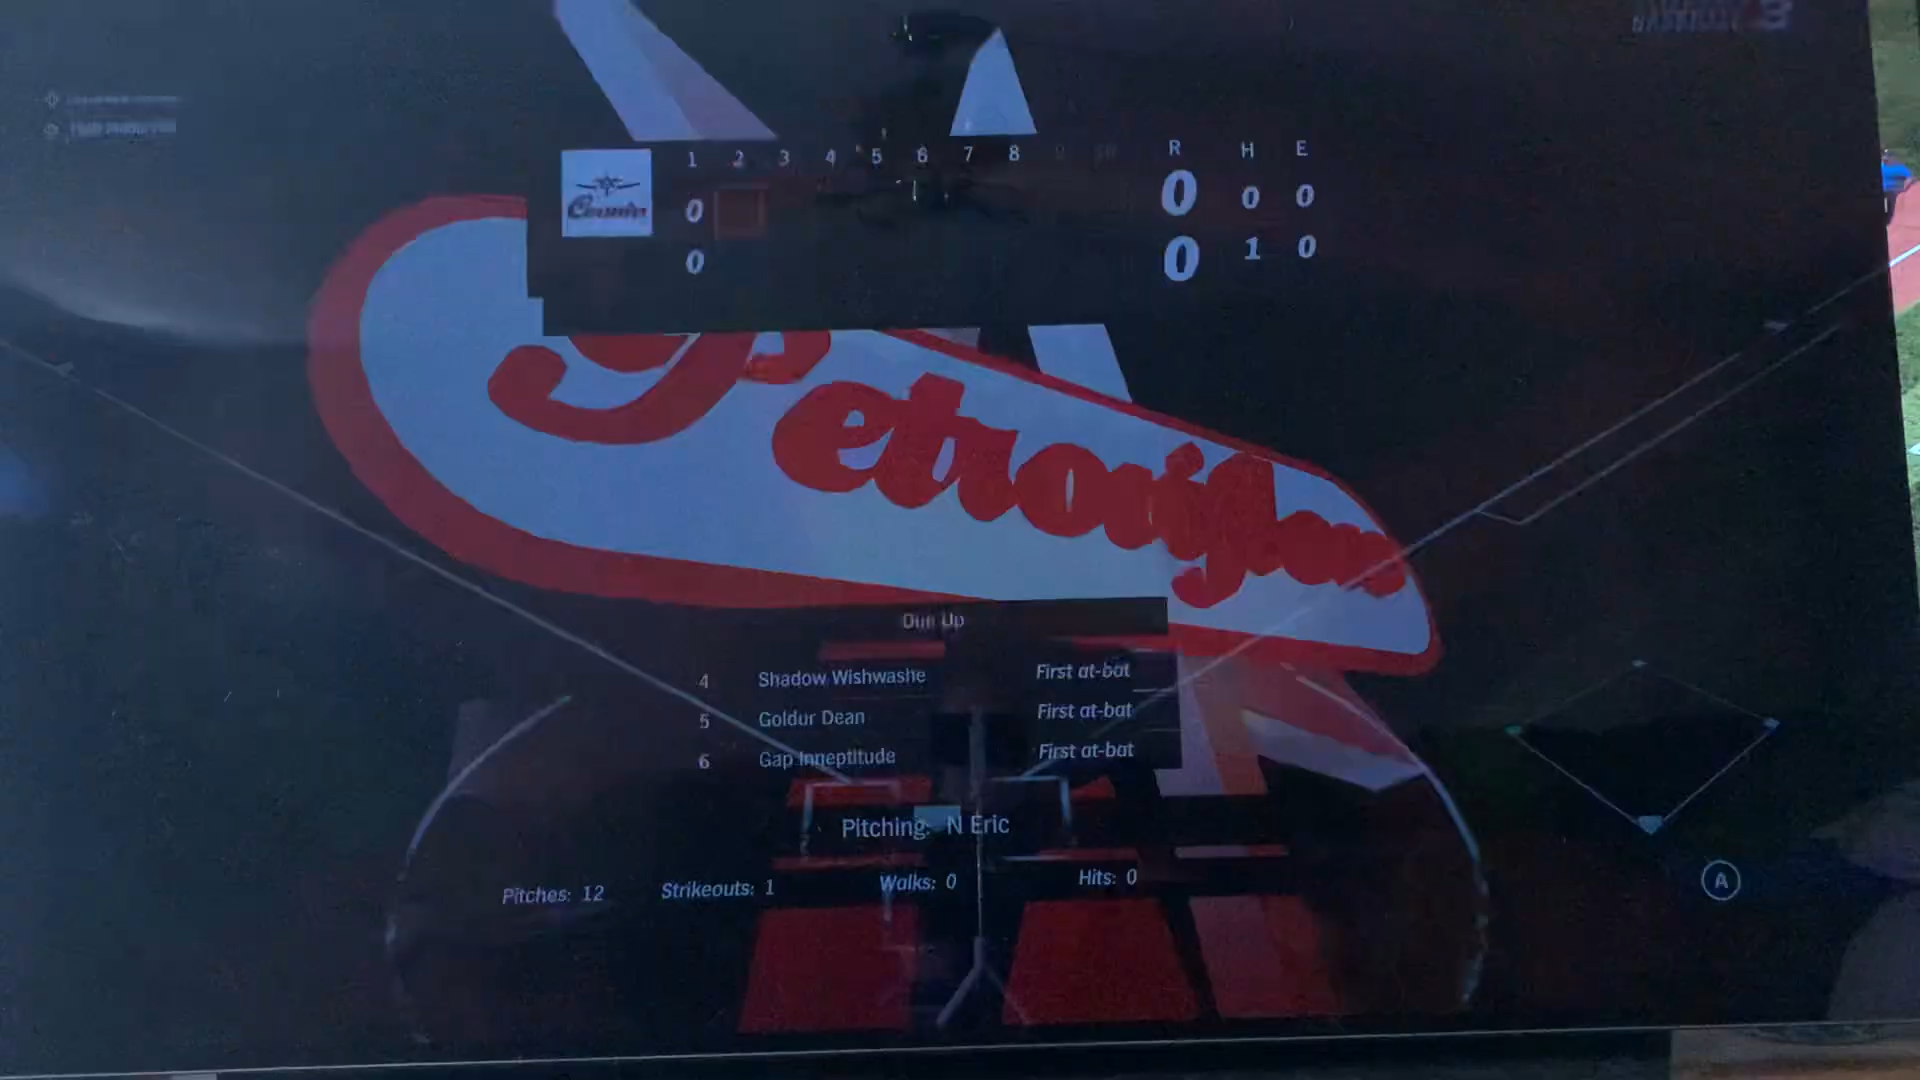 1 2 3 4 5 6 7 8 R H E
0 0 0 0
0 0 1 0
Petrouflan
Due Up
4 Shadow Wishwashe First at-bat
5 Goldur Dean First at-bat
6 Gap Inneptitude First at-bat
Pitching: N Eric
Pitches: 12 Strikeouts: 1 Walks: 0 Hits: 0
A